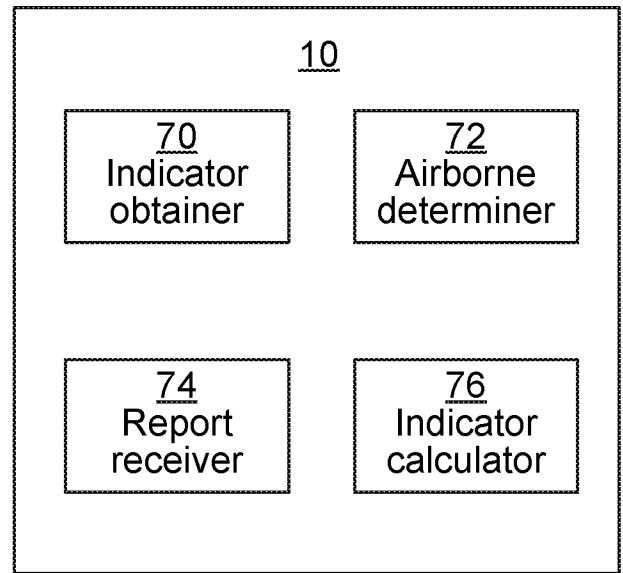 10
70
Indicator
obtainer
72
Airborne
determiner
74
Report
receiver
76
Indicator
calculator